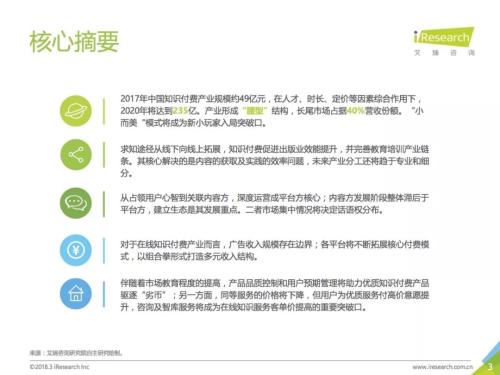 核心摘要
iResearch
艾 瑞 咨 询
2017年中国知识付费产业规模约49亿元，在人才、时长、定价等因素综合作用下，
2020年将达到235亿。产业形成“腰型”结构，长尾市场占据40%营收份额。“小
而美”模式将成为新小玩家入局突破口。
求知途径从线下向线上拓展，知识付费促进出版业效能提升，并完善教育培训产业链
条。其核心解决的是内容的获取及实践的效率问题，未来产业分工还将趋于专业和细
分。
从占领用户心智到关联内容方，深度运营成平台方核心；内容方发展阶段整体滞后于
平台方，建立生态是其发展重点。二者市场集中情况将决定话语权分布。
对于在线知识付费产业而言，广告收入规模存在边界；各平台将不断拓展核心付费模
式，以组合拳形式打造多元收入结构。
伴随着市场教育程度的提高，产品品质控制和用户预期管理将助力优质知识付费产品
驱逐“劣币”；另一方面，同等服务的价格将下降，但用户为优质服务付高价意愿提
升，咨询及智库服务将成为在线知识服务客单价提高的重要突破口。
来源：艾瑞咨询研究院自主研究绘制。
©2018.3 iResearch Inc
www.iresearch.com.cn
3